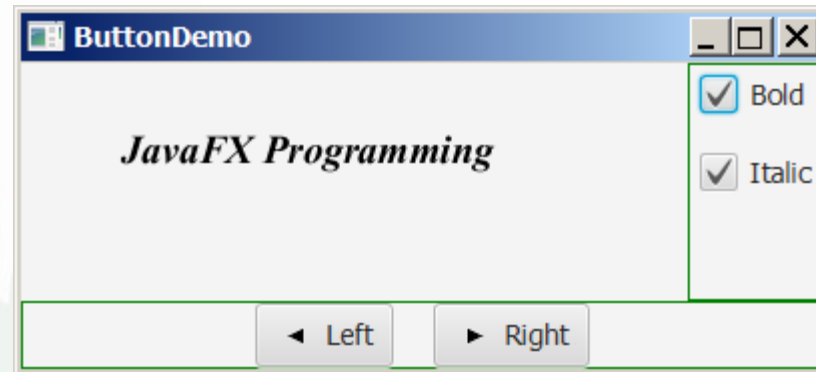 ButtonDemo
Bold
JavaFX Programming
Italic
◄ Left ► Right